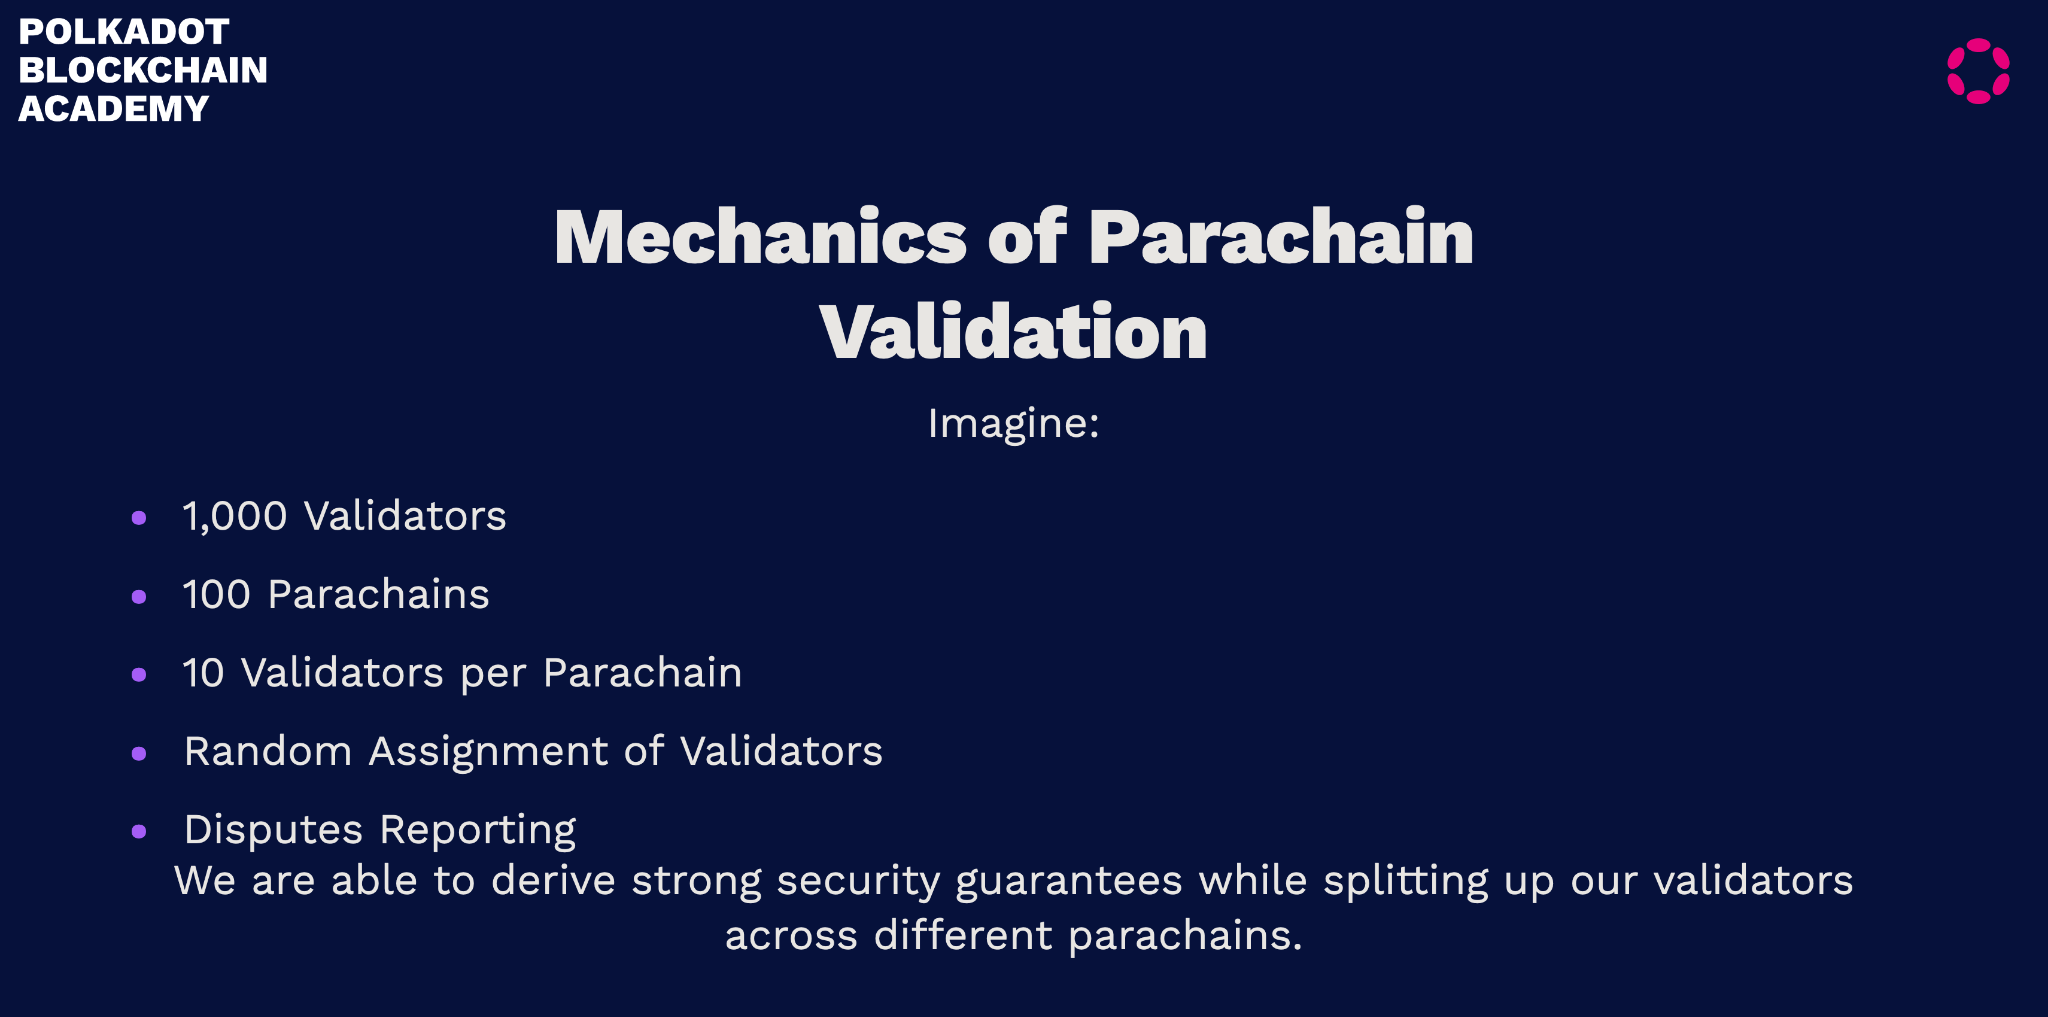 POLKADOT
BLOCKCHAIN
ACADEMY
Mechanics of Parachain
Validation
Imagine:
• 1,000 Validators
• 100 Parachains
• 10 Validators per Parachain
• Random Assignment of Validators
• Disputes Reporting
We are able to derive strong security guarantees while splitting up our validators
across different parachains.